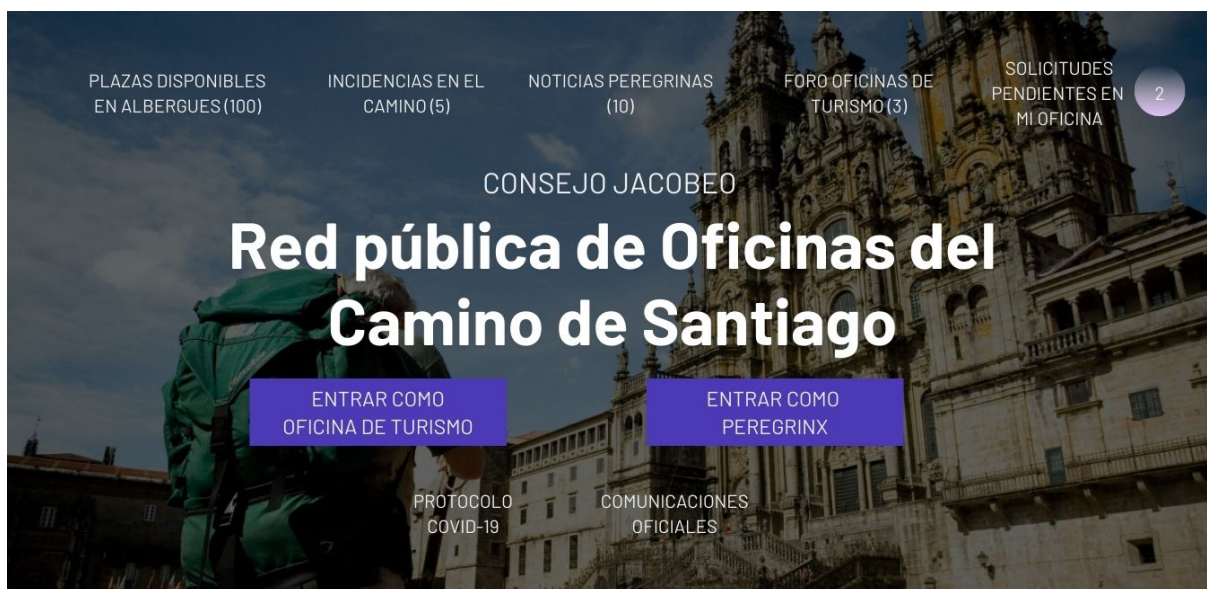 PLAZAS DISPONIBLES
EN ALBERGUES (100)
INCIDENCIAS EN EL
CAMINO (5)
NOTICIAS PEREGRINAS
(10)
FORO OFICINAS DE
TURISMO (3)
SOLICITUDES
PENDIENTES EN
MI OFICINA
2
CONSEJO JACOBEO
Red pública de Oficinas del
Camino de Santiago
ENTRAR COMO
OFICINA DE TURISMO
ENTRAR COMO
PEREGRINX
PROTOCOLO
COVID-19
COMUNICACIONES
OFICIALES